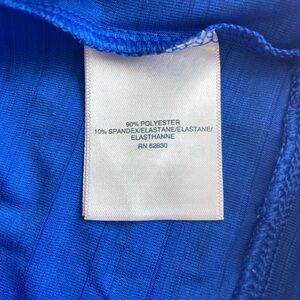 90% POLYESTER
10% SPANDEX/ELASTANE/ELASTANE/
ELASTHANNE
RN 62830